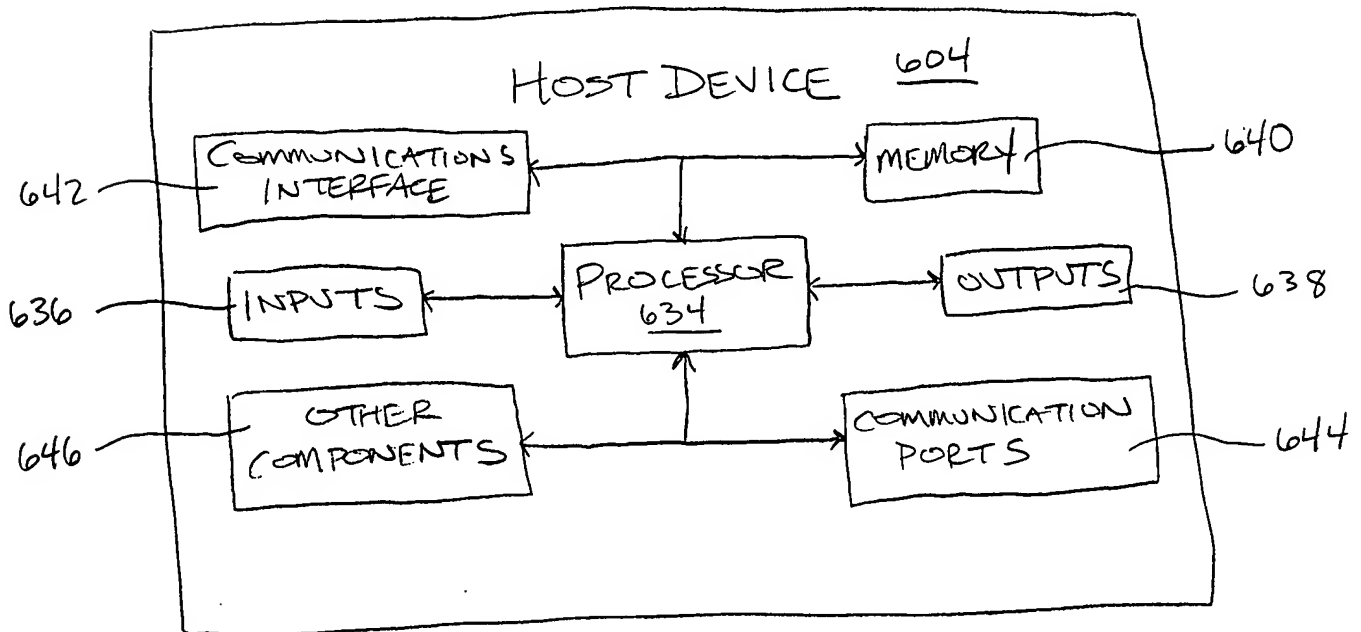 HOST DEVICE 604
COMMUNICATIONS
INTERFACE
642
MEMORY
640
INPUTS
636
PROCESSOR
634
OUTPUTS
638
OTHER
COMPONENTS
646
COMMUNICATION
PORTS
644